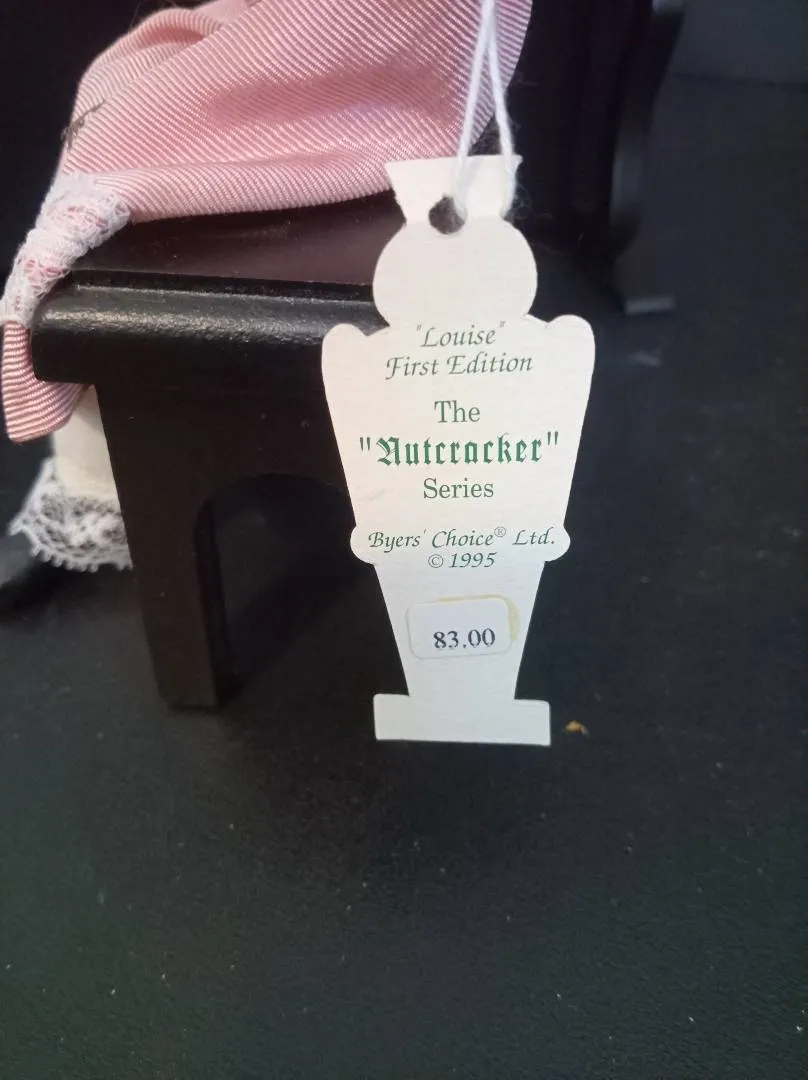 "Louise"
First Edition
The
"Nutcracker"
Series
Byers' Choice® Ltd.
© 1995
83.00